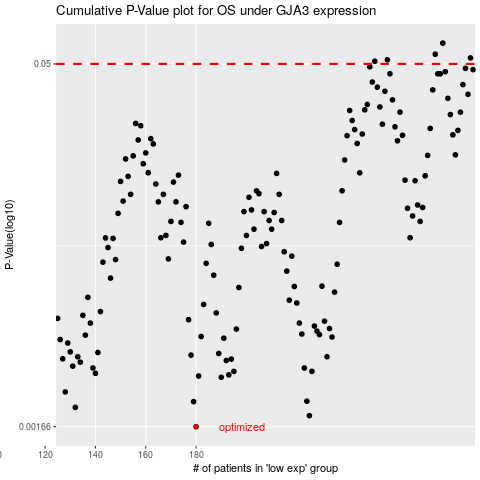 Cumulative P-Value plot for OS under GJA3 expression
P-Value(log10)
0.05
0.00166
optimized
0 120 140 160 180
# of patients in 'low exp' group